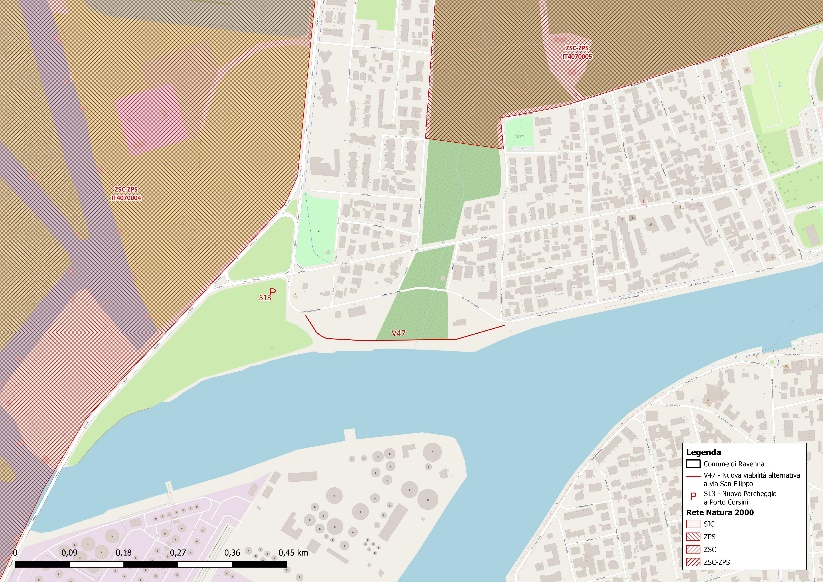 ZSC-ZPS
IT4070005
ZSC-ZPS
IT4070004
S13 P
V47
Legenda
Comune di Ravenna
V47 - Nuova viabilità alternativa
a via San Filippo
P S13 - Nuovo Parcheggio
a Porto Corsini
Rete Natura 2000
SIC
ZPS
ZSC
ZSC-ZPS
0 0,09 0,18 0,27 0,36 0,45 km